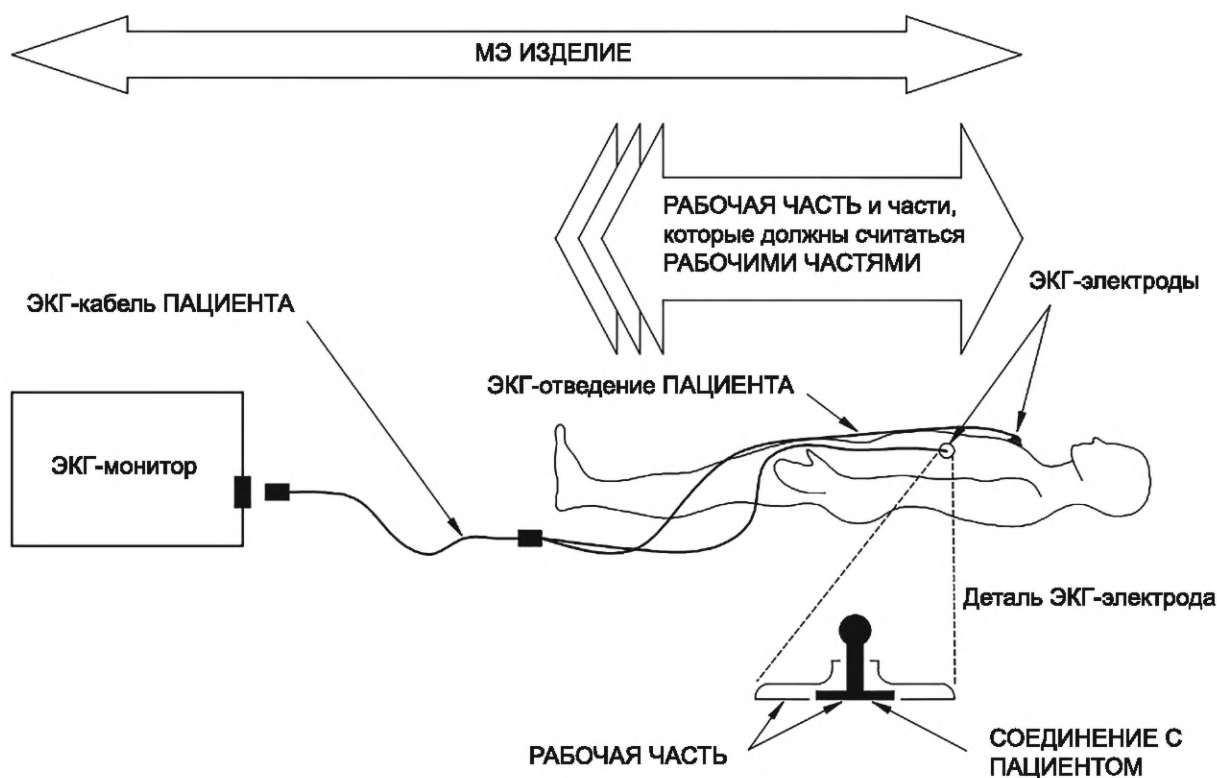 МЭ ИЗДЕЛИЕ
РАБОЧАЯ ЧАСТЬ и части,
которые должны считаться
РАБОЧИМИ ЧАСТЯМИ
ЭКГ-электроды
ЭКГ-кабель ПАЦИЕНТА
ЭКГ-отведение ПАЦИЕНТА
ЭКГ-монитор
Деталь ЭКГ-электрода
РАБОЧАЯ ЧАСТЬ
СОЕДИНЕНИЕ С
ПАЦИЕНТОМ